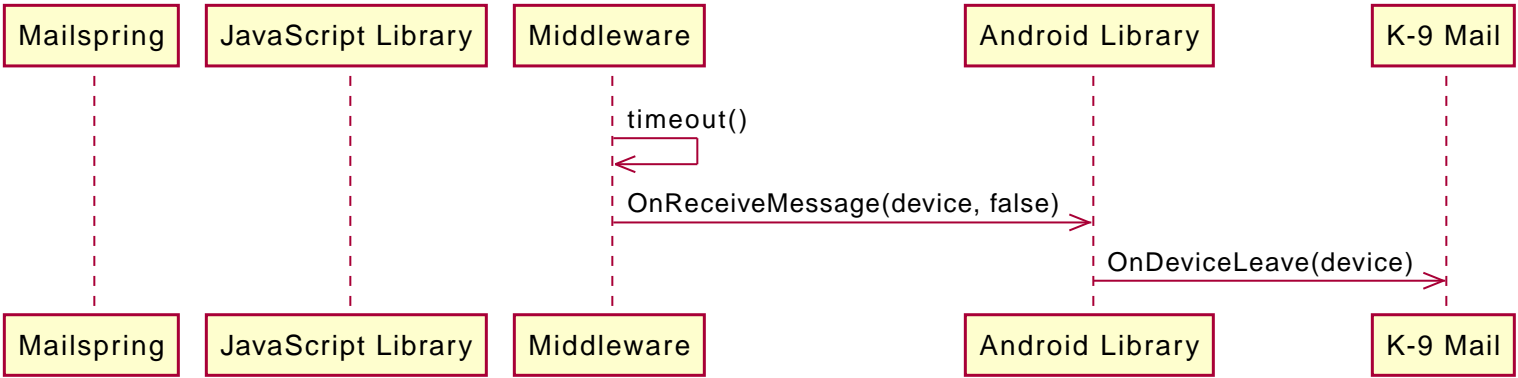 Mailspring
JavaScript Library
Middleware
Android Library
K-9 Mail
timeout()
OnReceiveMessage(device, false)
OnDeviceLeave(device)
Mailspring
JavaScript Library
Middleware
Android Library
K-9 Mail